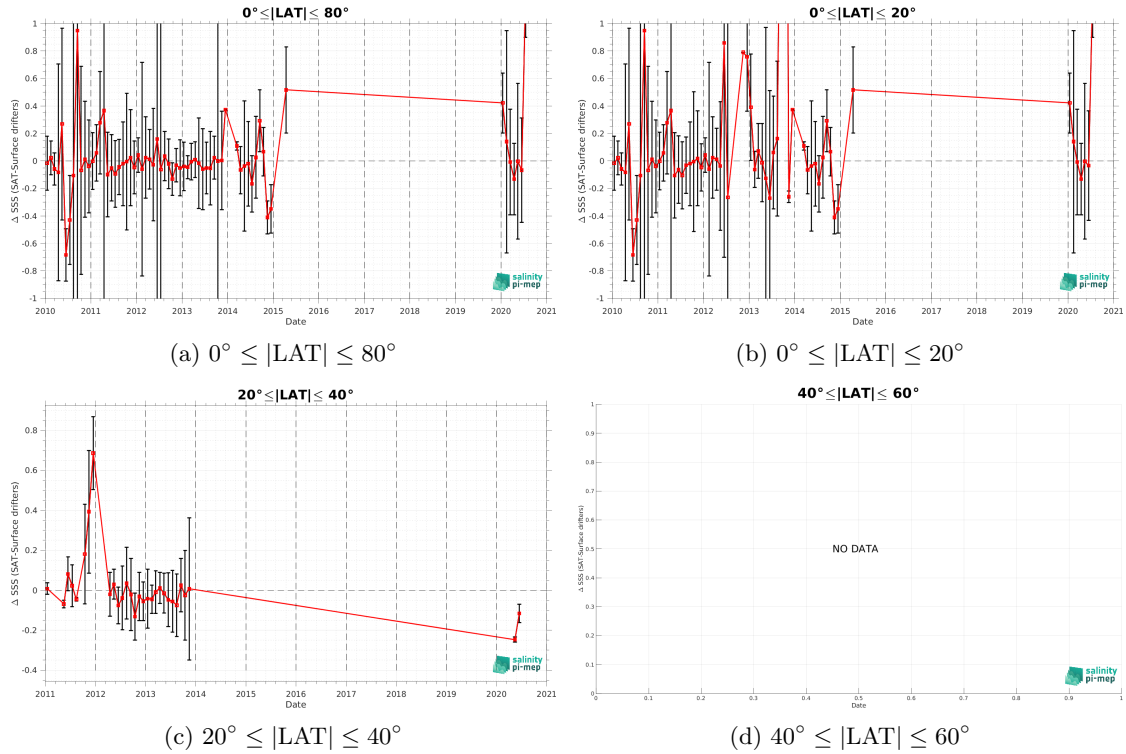 0°≤|LAT|≤ 80°
Δ SSS (SAT-Surface drifters)
1
0.8
0.6
0.4
0.2
0
-0.2
-0.4
-0.6
-0.8
-1
2010 2011 2012 2013 2014 2015 2016 2017 2018 2019 2020 2021
Date
salinity
pi-mep
(a) 0° ≤ |LAT| ≤ 80°
0°≤|LAT|≤ 20°
Δ SSS (SAT-Surface drifters)
1
0.8
0.6
0.4
0.2
0
-0.2
-0.4
-0.6
-0.8
-1
2010 2011 2012 2013 2014 2015 2016 2017 2018 2019 2020 2021
Date
salinity
pi-mep
(b) 0° ≤ |LAT| ≤ 20°
20°≤|LAT|≤ 40°
Δ SSS (SAT-Surface drifters)
0.8
0.6
0.4
0.2
0
-0.2
-0.4
2011 2012 2013 2014 2015 2016 2017 2018 2019 2020 2021
Date
salinity
pi-mep
(c) 20° ≤ |LAT| ≤ 40°
40°≤|LAT|≤ 60°
Δ SSS (SAT-Surface drifters)
1
0.9
0.8
0.7
0.6
0.5
0.4
0.3
0.2
0.1
0
NO DATA
0 0.1 0.2 0.3 0.4 0.5 0.6 0.7 0.8 0.9 1
Date
salinity
pi-mep
(d) 40° ≤ |LAT| ≤ 60°